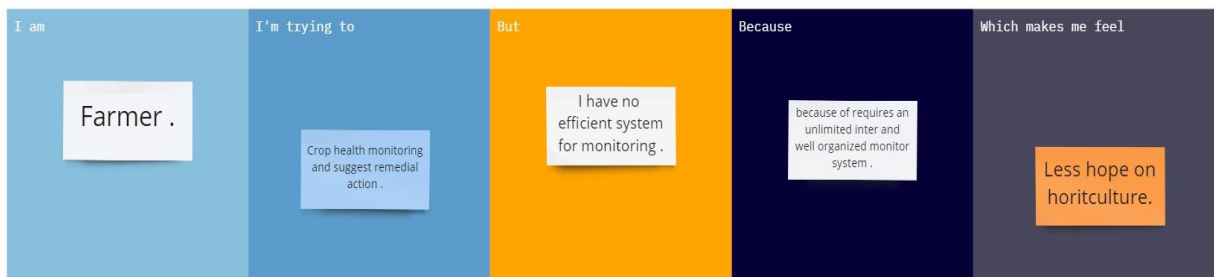 I am
Farmer .
I'm trying to
Crop health monitoring
and suggest remedial
action .
But
I have no
efficient system
for monitoring .
Because
because of requires an
unlimited inter and
well organized monitor
system .
Which makes me feel
Less hope on
horitculture.